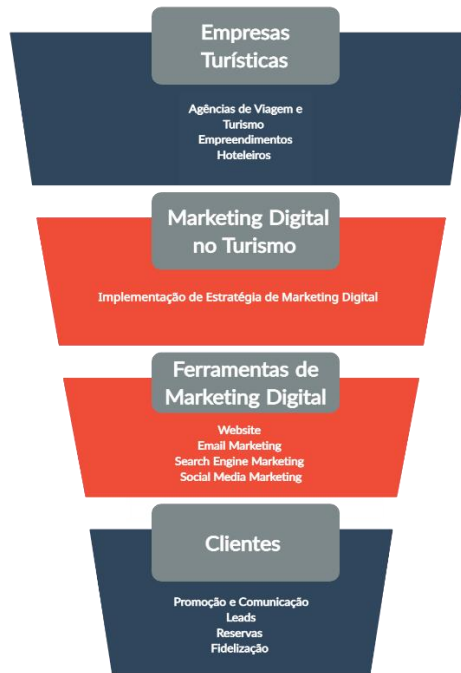 Empresas
Turísticas
Agências de Viagem e
Turismo
Empreendimentos
Hoteleiros
Marketing Digital
no Turismo
Implementação de Estratégia de Marketing Digital
Ferramentas de
Marketing Digital
Website
Email Marketing
Search Engine Marketing
Social Media Marketing
Clientes
Promoção e Comunicação
Leads
Reservas
Fidelização